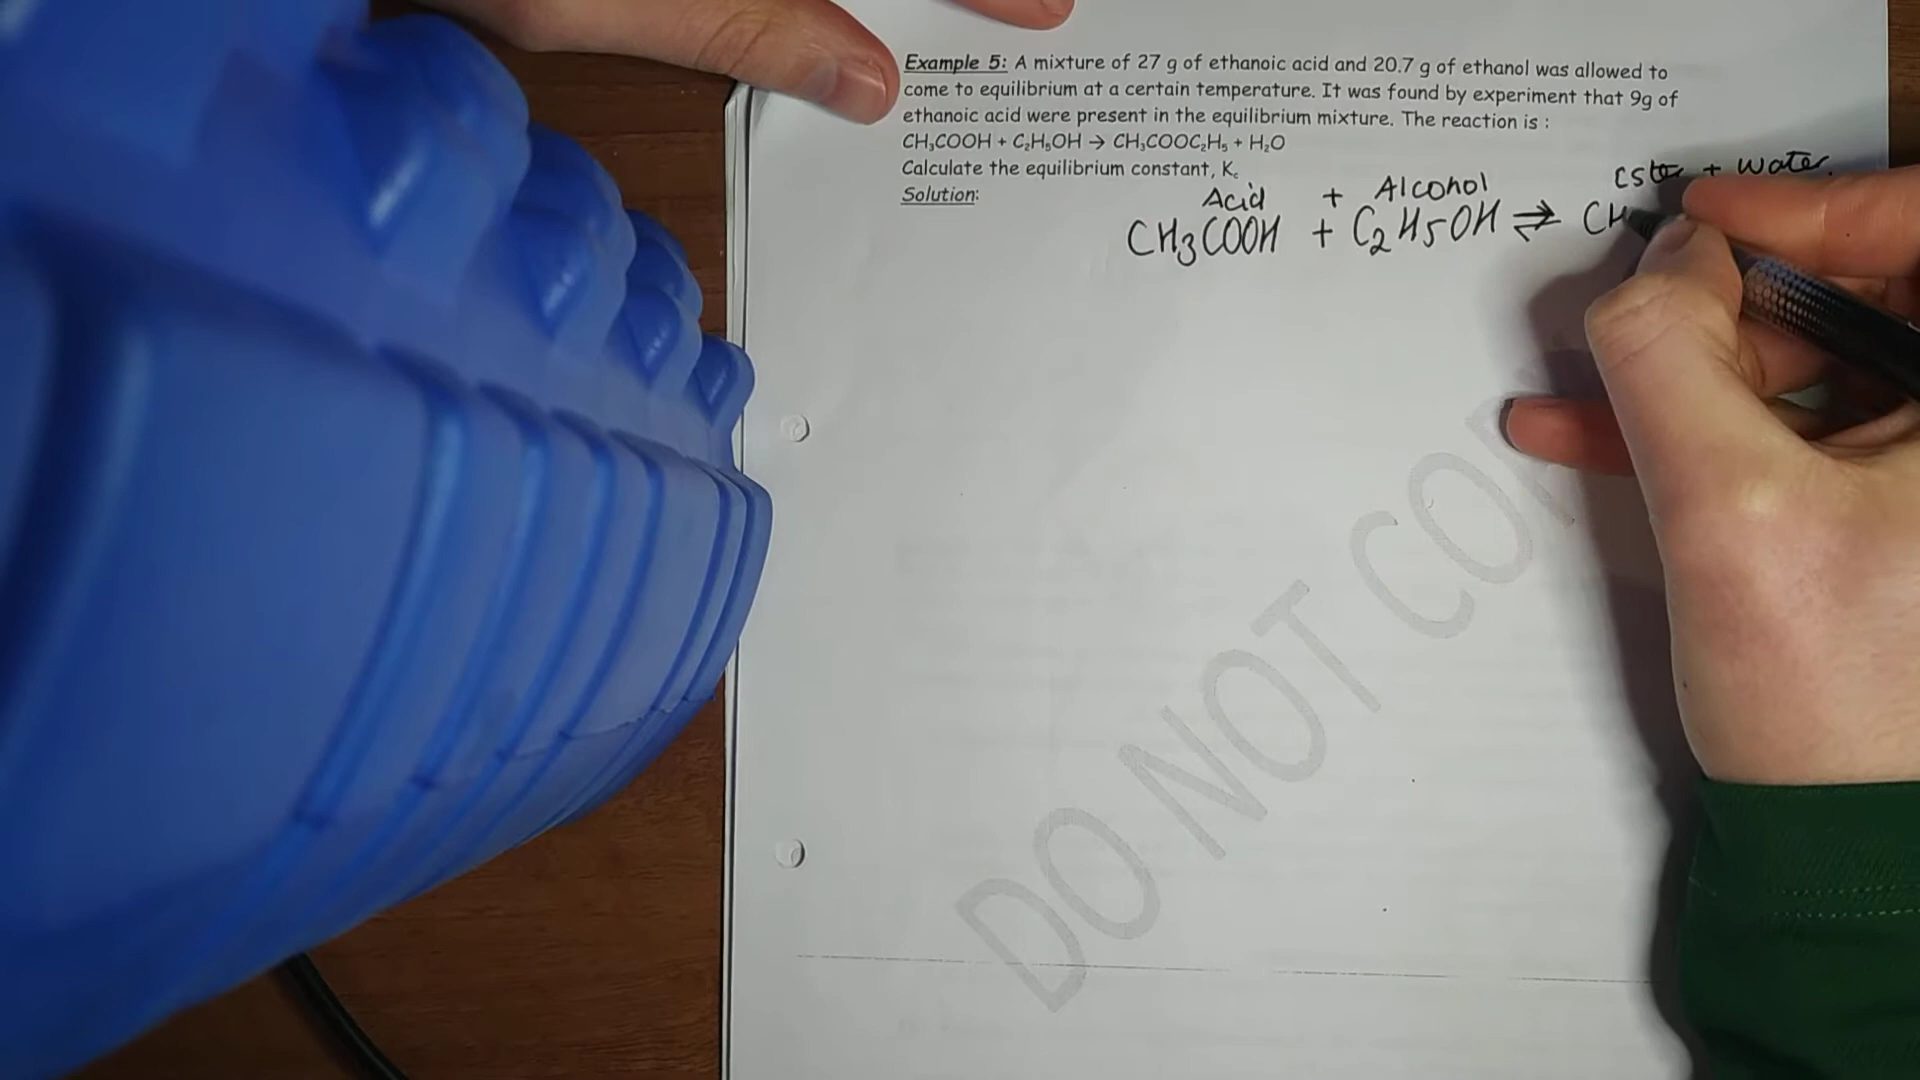 Example 5: A mixture of 27 g of ethanoic acid and 20.7 g of ethanol was allowed to
come to equilibrium at a certain temperature. It was found by experiment that 9g of
ethanoic acid were present in the equilibrium mixture. The reaction is :
CH₃COOH + C₂H₅OH → CH₃COOC₂H₅ + H₂O
Calculate the equilibrium constant, Kc
Solution:
Acid + Alcohol Ester + Water
CH₃COOH + C₂H₅OH ⇌ CH
DO NOT CO